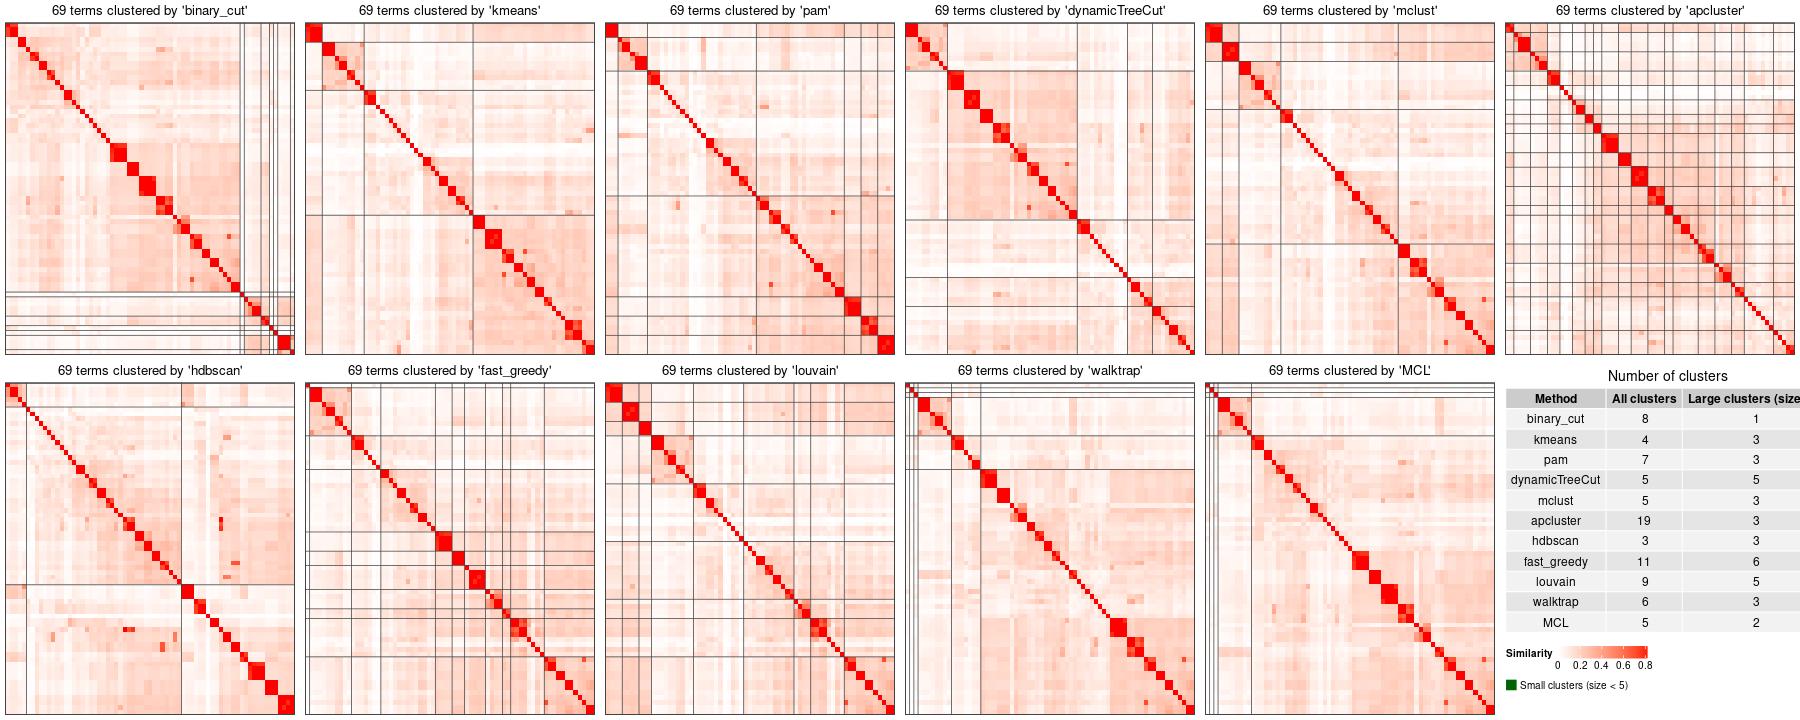 69 terms clustered by 'binary_cut'
69 terms clustered by 'kmeans'
69 terms clustered by 'pam'
69 terms clustered by 'dynamicTreeCut'
69 terms clustered by 'mclust'
69 terms clustered by 'apcluster'
69 terms clustered by 'hdbscan'
69 terms clustered by 'fast_greedy'
69 terms clustered by 'louvain'
69 terms clustered by 'walktrap'
69 terms clustered by 'MCL'
Number of clusters
Method All clusters Large clusters (size
binary_cut 8 1
kmeans 4 3
pam 7 3
dynamicTreeCut 5 5
mclust 5 3
apcluster 19 3
hdbscan 3 3
fast_greedy 11 6
louvain 9 5
walktrap 6 3
MCL 5 2
Similarity
0 0.2 0.4 0.6 0.8
Small clusters (size < 5)